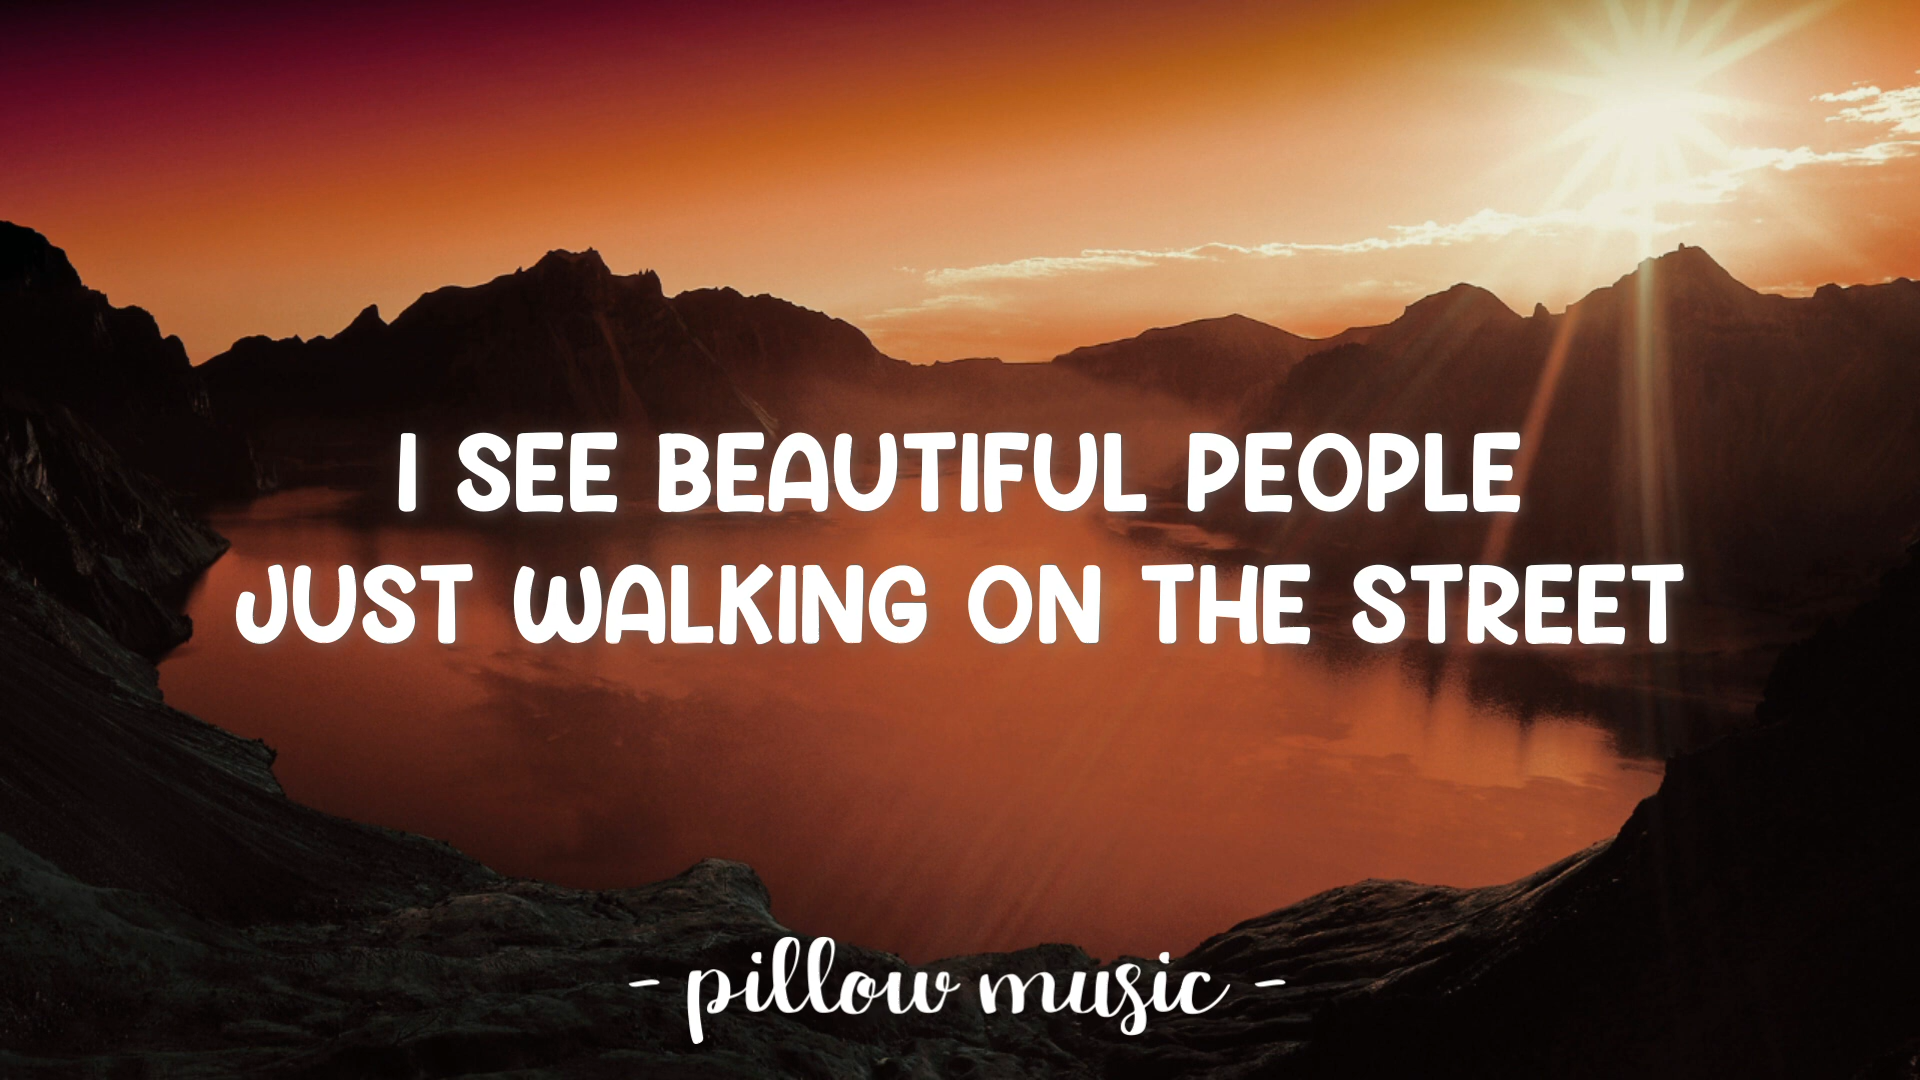 I SEE BEAUTIFUL PEOPLE
JUST WALKING ON THE STREET
- pillow music -